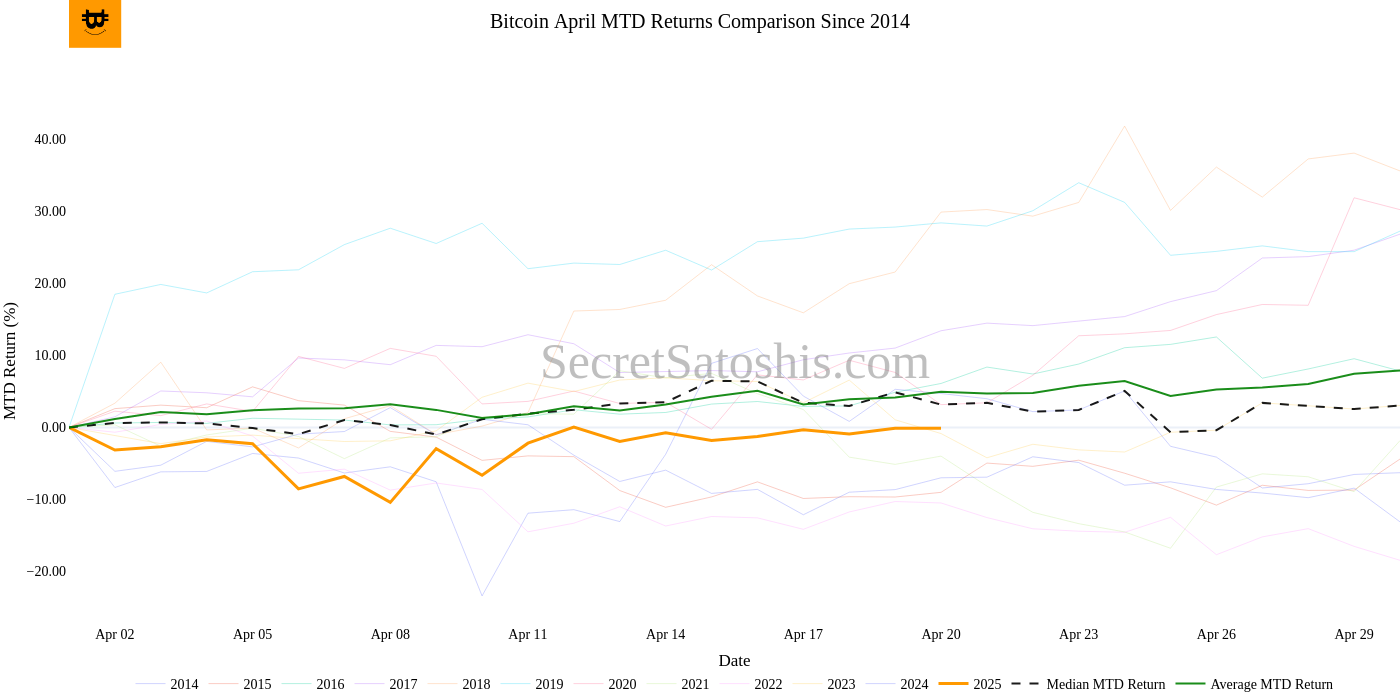 Bitcoin April MTD Returns Comparison Since 2014
40.00
30.00
20.00
10.00
0.00
−10.00
−20.00
MTD Return (%)
SecretSatoshis.com
Apr 02 Apr 05 Apr 08 Apr 11 Apr 14 Apr 17 Apr 20 Apr 23 Apr 26 Apr 29
Date
2014 2015 2016 2017 2018 2019 2020 2021 2022 2023 2024 2025 Median MTD Return Average MTD Return